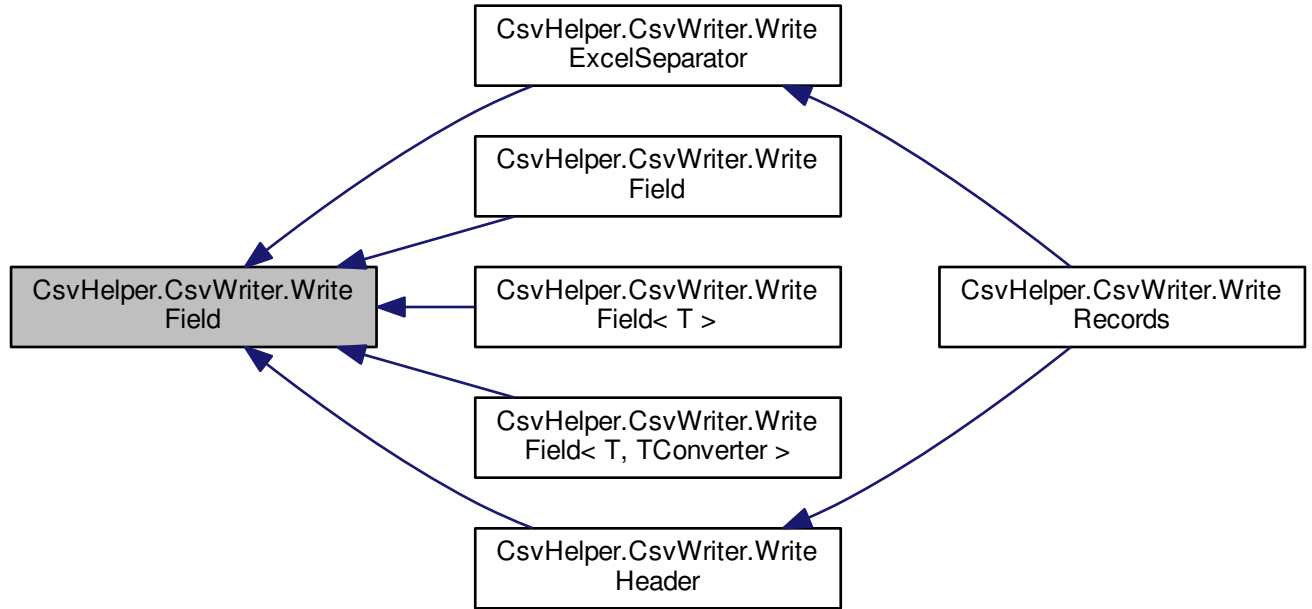 CsvHelper.CsvWriter.Write
Field
CsvHelper.CsvWriter.Write
ExcelSeparator
CsvHelper.CsvWriter.Write
Field
CsvHelper.CsvWriter.Write
Field< T >
CsvHelper.CsvWriter.Write
Field< T, TConverter >
CsvHelper.CsvWriter.Write
Header
CsvHelper.CsvWriter.Write
Records